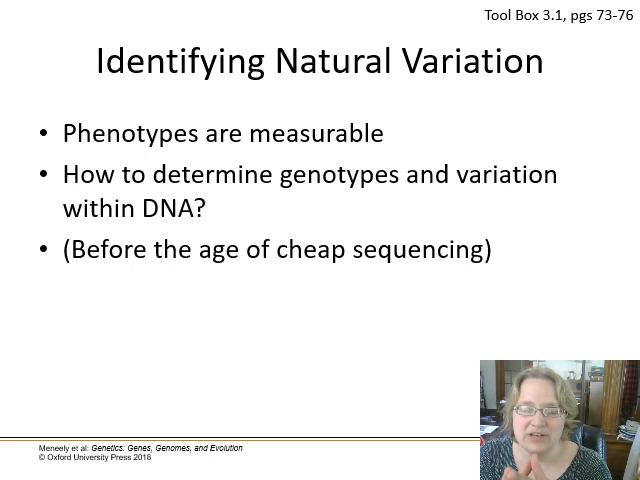 Tool Box 3.1, pgs 73-76
Identifying Natural Variation
• Phenotypes are measurable
• How to determine genotypes and variation
within DNA?
• (Before the age of cheap sequencing)
Meneely et al: Genetics: Genes, Genomes, and Evolution
© Oxford University Press 2018